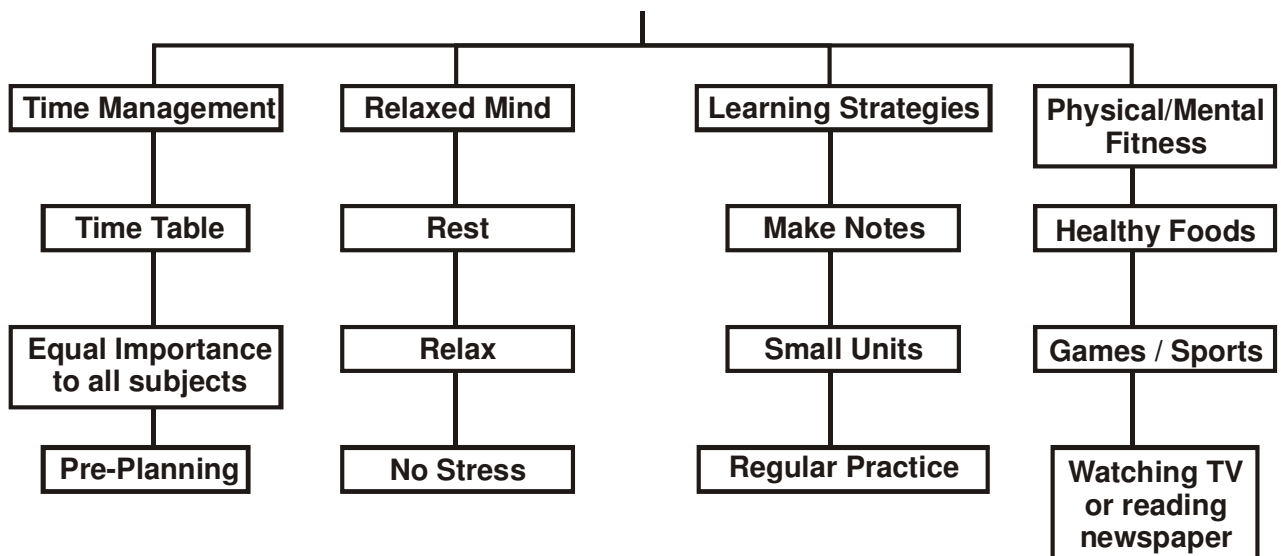 Time Management
Relaxed Mind
Learning Strategies
Physical/Mental
Fitness
Time Table
Rest
Make Notes
Healthy Foods
Equal Importance
to all subjects
Relax
Small Units
Games / Sports
Pre-Planning
No Stress
Regular Practice
Watching TV
or reading
newspaper